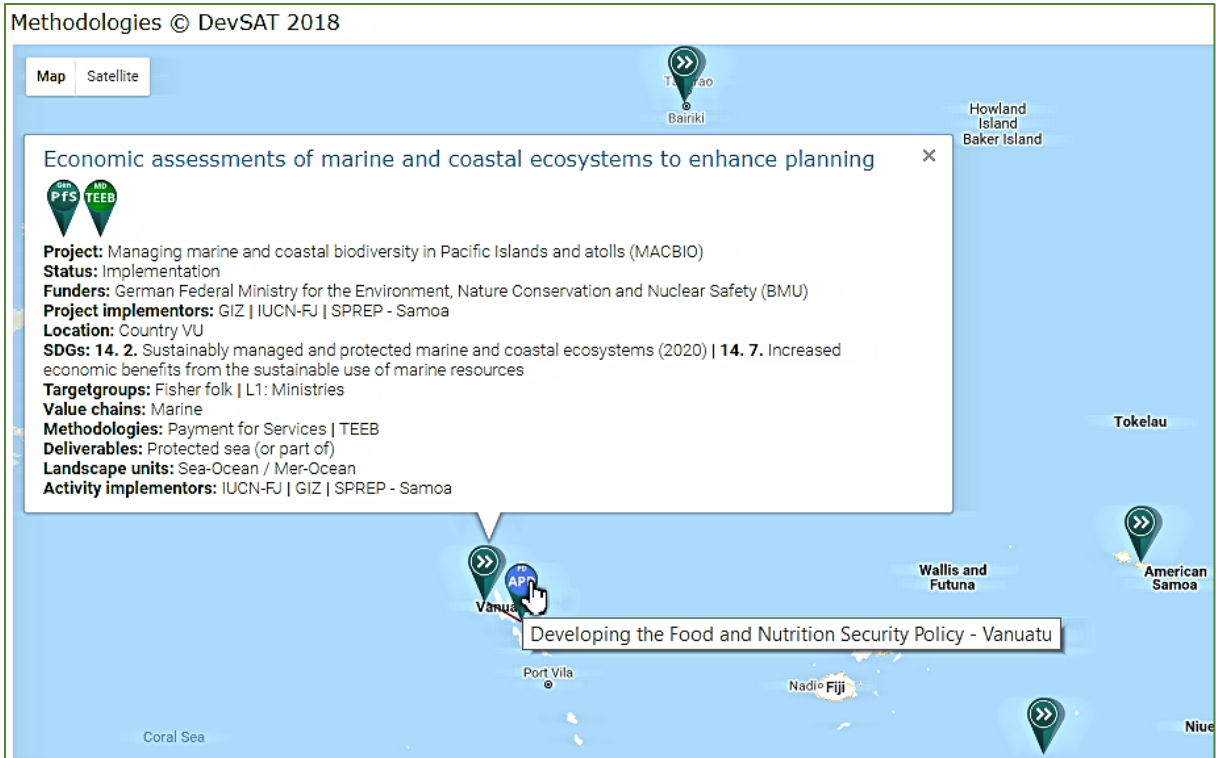 Methodologies © DevSAT 2018
Map Satellite
Bairiki
Howland
Island
Baker Island
Economic assessments of marine and coastal ecosystems to enhance planning ×
Gen MD
PfS TEEB
Project: Managing marine and coastal biodiversity in Pacific Islands and atolls (MACBIO)
Status: Implementation
Funders: German Federal Ministry for the Environment, Nature Conservation and Nuclear Safety (BMU)
Project implementors: GIZ | IUCN-FJ | SPREP - Samoa
Location: Country VU
SDGs: 14. 2. Sustainably managed and protected marine and coastal ecosystems (2020) | 14. 7. Increased
economic benefits from the sustainable use of marine resources
Targetgroups: Fisher folk | L1: Ministries
Value chains: Marine
Methodologies: Payment for Services | TEEB
Deliverables: Protected sea (or part of)
Landscape units: Sea-Ocean / Mer-Ocean
Activity implementors: IUCN-FJ | GIZ | SPREP - Samoa
Tokelau
PD
Wallis and
Futuna
American
Samoa
Developing the Food and Nutrition Security Policy - Vanuatu
Port Vila
Nadi Fiji
Niue
Coral Sea